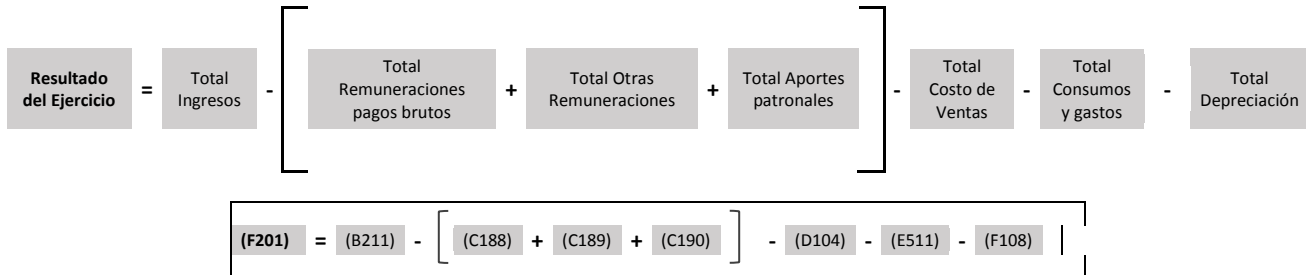 Resultado del Ejercicio = Total Ingresos - [ Total Remuneraciones pagos brutos + Total Otras Remuneraciones + Total Aportes patronales ] - Total Costo de Ventas - Total Consumos y gastos - Total Depreciación
(F201) = (B211) - [ (C188) + (C189) + (C190) ] - (D104) - (E511) - (F108)